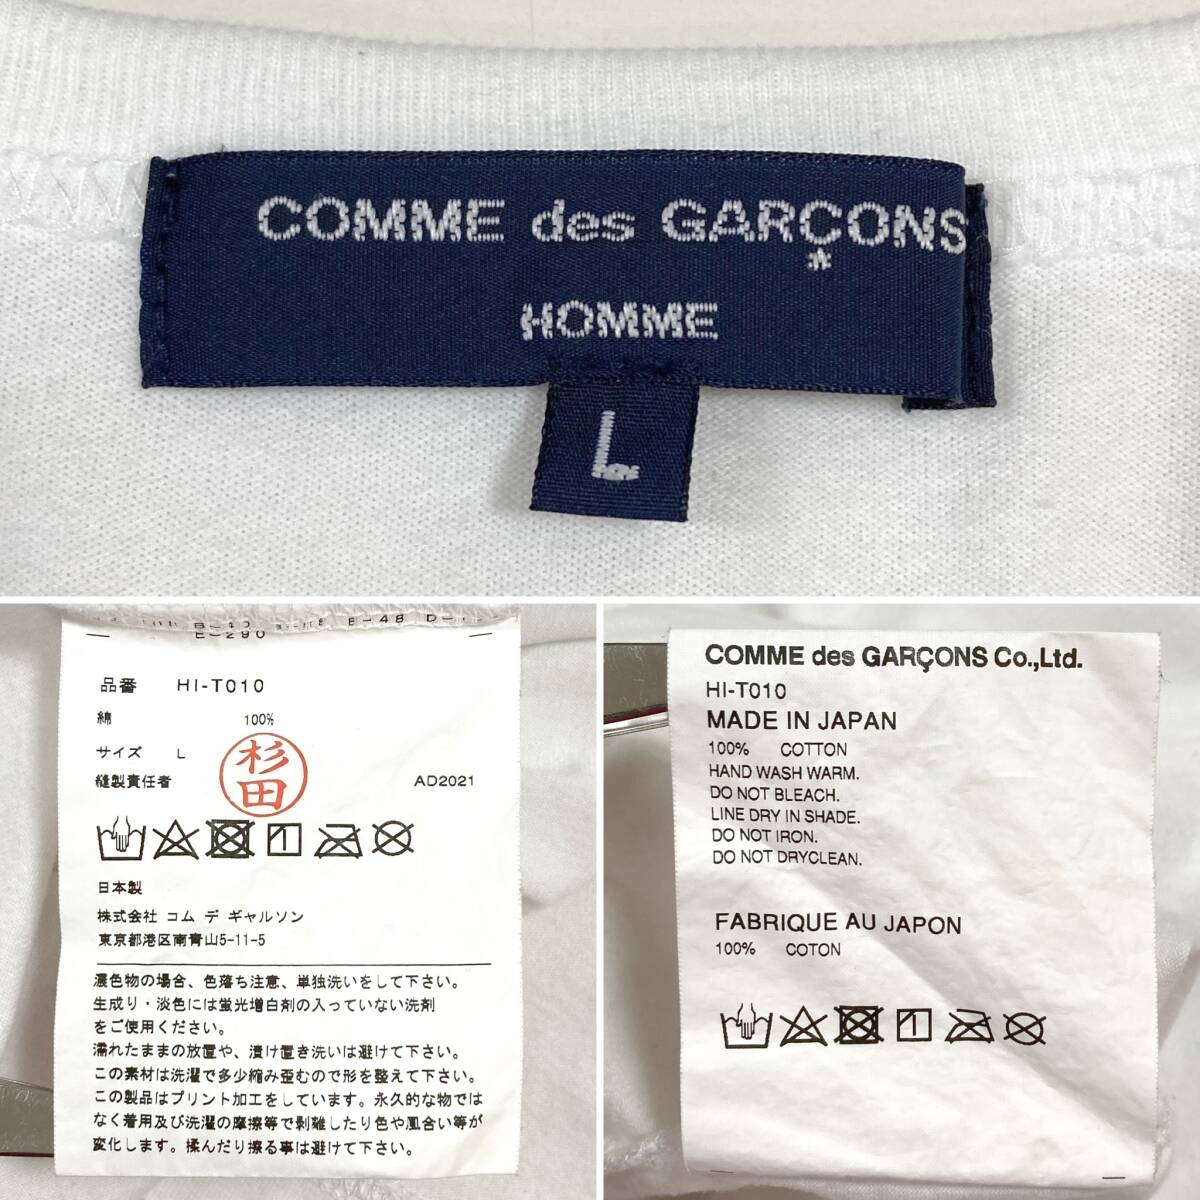 COMME des GARÇONS
HOMME
L
E-48 D-
E-290
品番 HI-T010
綿 100%
サイズ L
縫製責任者 杉田 AD2021
日本製
株式会社 コム デ ギャルソン
東京都港区南青山5-11-5
濃色物の場合、色落ち注意、単独洗いをして下さい。
生成り・淡色には蛍光増白剤の入っていない洗剤
をご使用ください。
濡れたままの放置や、漬け置き洗いは避けて下さい。
この素材は洗濯で多少縮み歪むので形を整えて下さい。
この製品はプリント加工をしています。永久的な物では
なく着用及び洗濯の摩擦等で剥離したり色や風合い等が
変化します。揉んだり擦る事は避けて下さい。
COMME des GARÇONS Co.,Ltd.
HI-T010
MADE IN JAPAN
100% COTTON
HAND WASH WARM.
DO NOT BLEACH.
LINE DRY IN SHADE.
DO NOT IRON.
DO NOT DRYCLEAN.
FABRIQUE AU JAPON
100% COTON